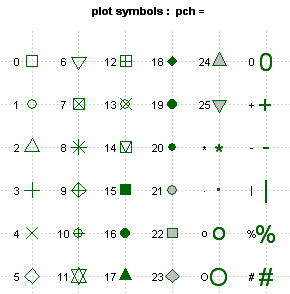 plot symbols : pch =
0 6 12 18 24 0 0
1 7 13 19 25 + +
2 8 14 20 * * - -
3 9 15 21 . . | |
4 10 16 22 o o % %
5 11 17 23 O O # #